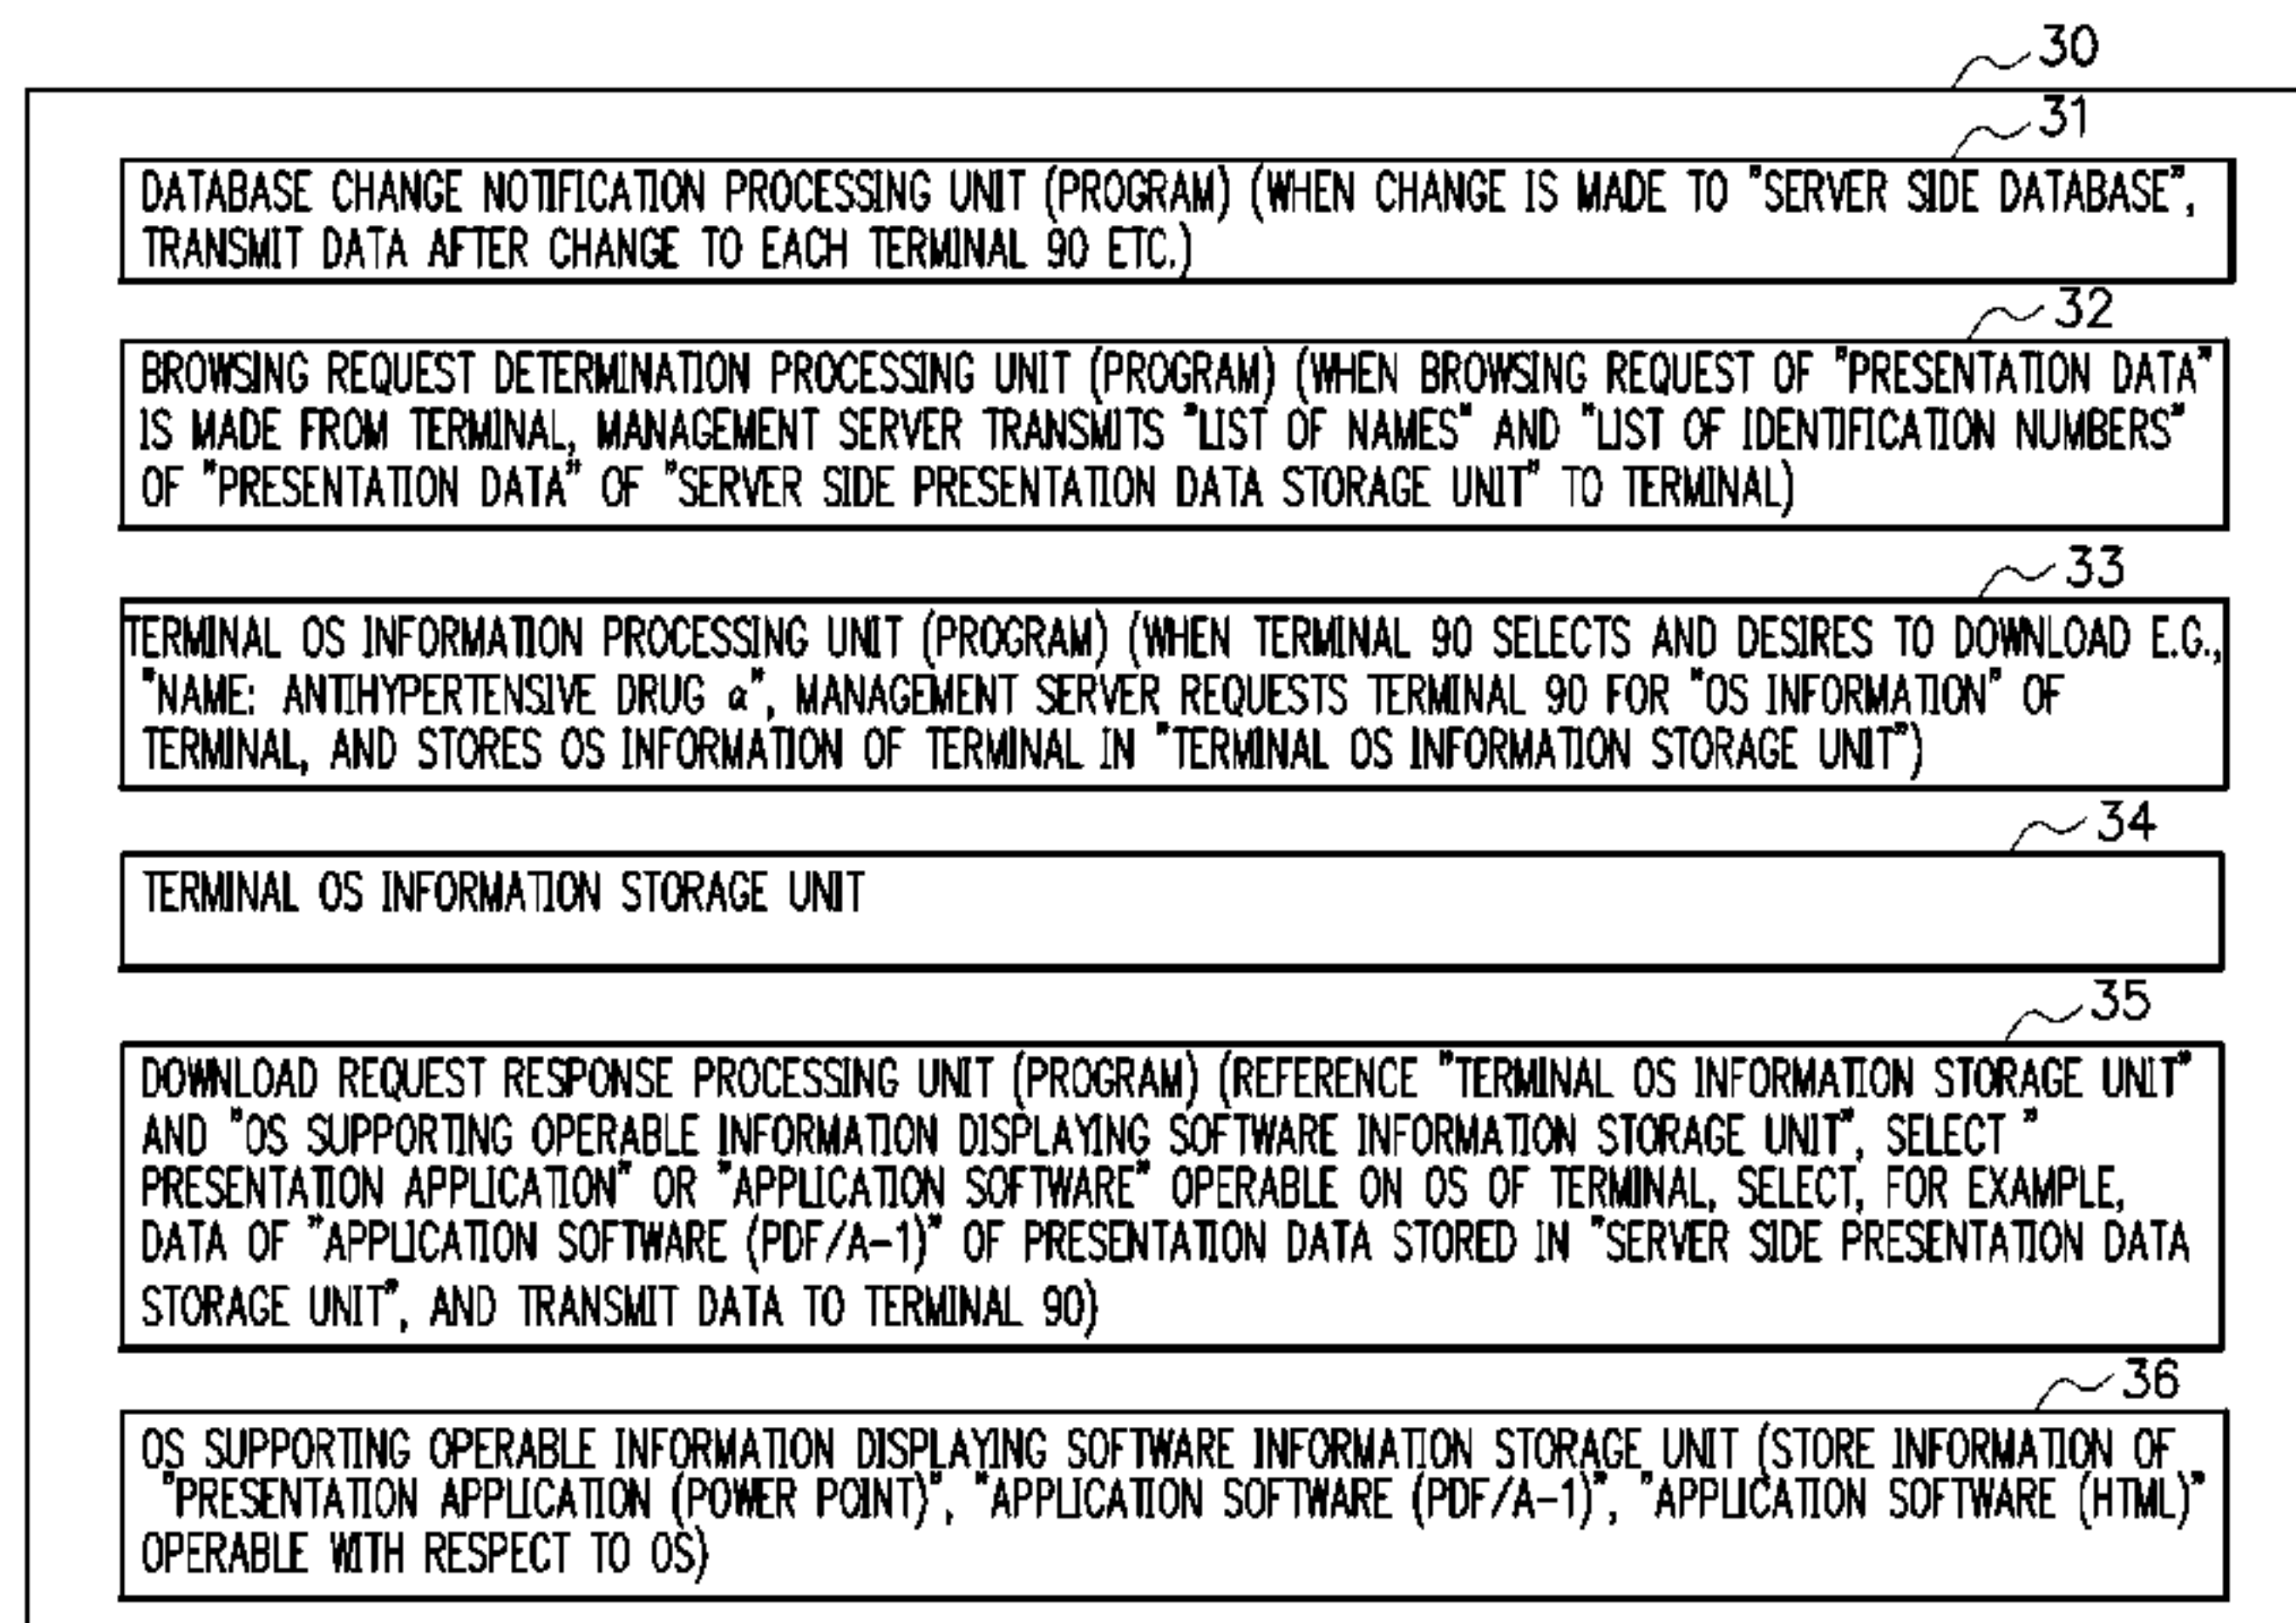 30
31
DATABASE CHANGE NOTIFICATION PROCESSING UNIT (PROGRAM) (WHEN CHANGE IS MADE TO "SERVER SIDE DATABASE",
TRANSMIT DATA AFTER CHANGE TO EACH TERMINAL 90 ETC.)
32
BROWSING REQUEST DETERMINATION PROCESSING UNIT (PROGRAM) (WHEN BROWSING REQUEST OF "PRESENTATION DATA"
IS MADE FROM TERMINAL, MANAGEMENT SERVER TRANSMITS "LIST OF NAMES" AND "LIST OF IDENTIFICATION NUMBERS"
OF "PRESENTATION DATA" OF "SERVER SIDE PRESENTATION DATA STORAGE UNIT" TO TERMINAL)
33
TERMINAL OS INFORMATION PROCESSING UNIT (PROGRAM) (WHEN TERMINAL 90 SELECTS AND DESIRES TO DOWNLOAD E.G.,
"NAME: ANTIHYPERTENSIVE DRUG α", MANAGEMENT SERVER REQUESTS TERMINAL 90 FOR "OS INFORMATION" OF
TERMINAL, AND STORES OS INFORMATION OF TERMINAL IN "TERMINAL OS INFORMATION STORAGE UNIT")
34
TERMINAL OS INFORMATION STORAGE UNIT
35
DOWNLOAD REQUEST RESPONSE PROCESSING UNIT (PROGRAM) (REFERENCE "TERMINAL OS INFORMATION STORAGE UNIT"
AND "OS SUPPORTING OPERABLE INFORMATION DISPLAYING SOFTWARE INFORMATION STORAGE UNIT", SELECT "
PRESENTATION APPLICATION" OR "APPLICATION SOFTWARE" OPERABLE ON OS OF TERMINAL, SELECT, FOR EXAMPLE,
DATA OF "APPLICATION SOFTWARE (PDF/A-1)" OF PRESENTATION DATA STORED IN "SERVER SIDE PRESENTATION DATA
STORAGE UNIT", AND TRANSMIT DATA TO TERMINAL 90)
36
OS SUPPORTING OPERABLE INFORMATION DISPLAYING SOFTWARE INFORMATION STORAGE UNIT (STORE INFORMATION OF
"PRESENTATION APPLICATION (POWER POINT)", "APPLICATION SOFTWARE (PDF/A-1)", "APPLICATION SOFTWARE (HTML)"
OPERABLE WITH RESPECT TO OS)